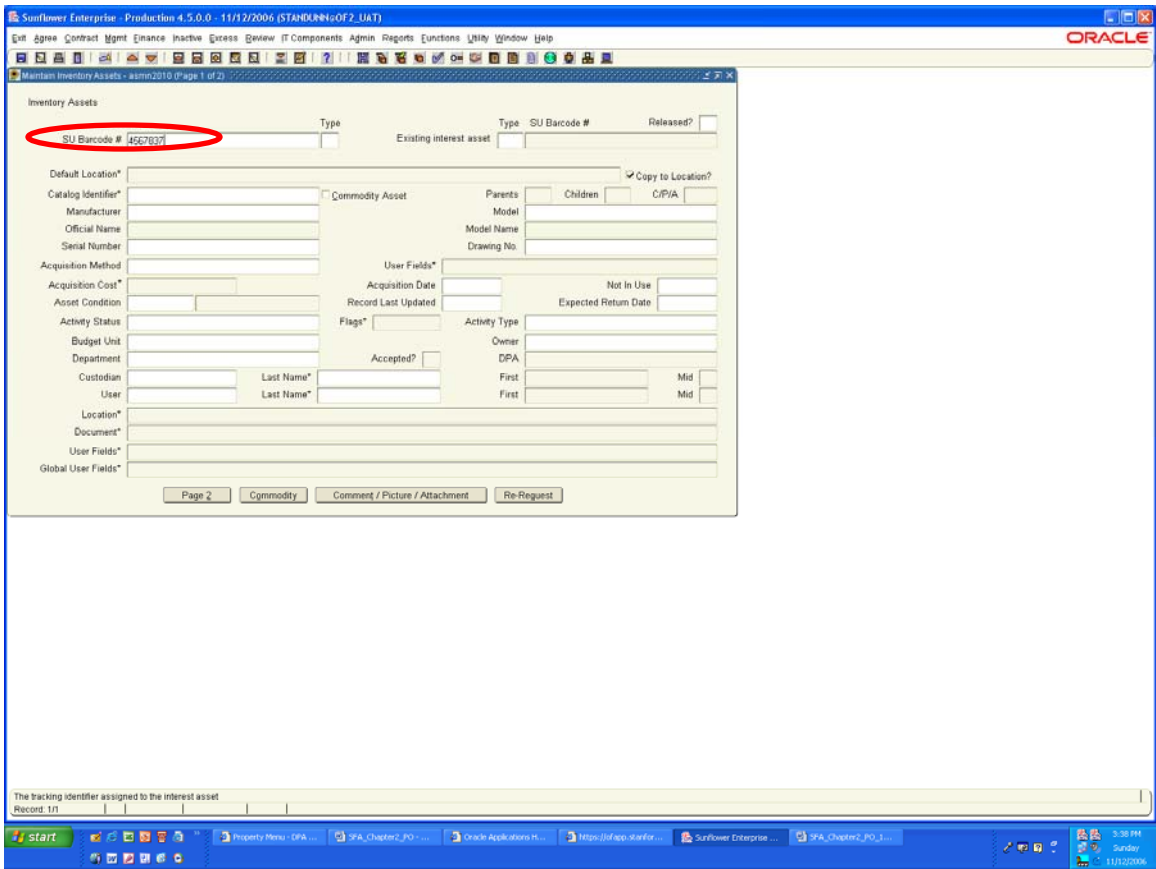 Sunflower Enterprise - Production 4.5.0.0 - 11/12/2006 (STANDUNN@OF2_UAT)
Exit Agree Contract Mgmt Finance Inactive Excess Review IT Components Admin Reports Functions Utility Window Help
ORACLE
Maintain Inventory Assets - asmn2010 (Page 1 of 2)
Inventory Assets
Type Type SU Barcode # Released?
SU Barcode # 4567837 Existing interest asset
Default Location* Copy to Location?
Catalog Identifier* Commodity Asset Parents Children C/P/A
Manufacturer Model
Official Name Model Name
Serial Number Drawing No.
Acquisition Method User Fields*
Acquisition Cost* Acquisition Date Not In Use
Asset Condition Record Last Updated Expected Return Date
Activity Status Flags* Activity Type
Budget Unit Owner
Department Accepted? DPA
Custodian Last Name* First Mid
User Last Name* First Mid
Location*
Document*
User Fields*
Global User Fields*
Page 2 Commodity Comment / Picture / Attachment Re-Request
The tracking identifier assigned to the interest asset
Record: 1/1
start Property Menu - DPA ... SFA_Chapter2_PO - ... Oracle Applications H... https://ofapp.stanfor... Sunflower Enterprise ... SFA_Chapter2_PO_1... 3:38 PM
Sunday
11/12/2006